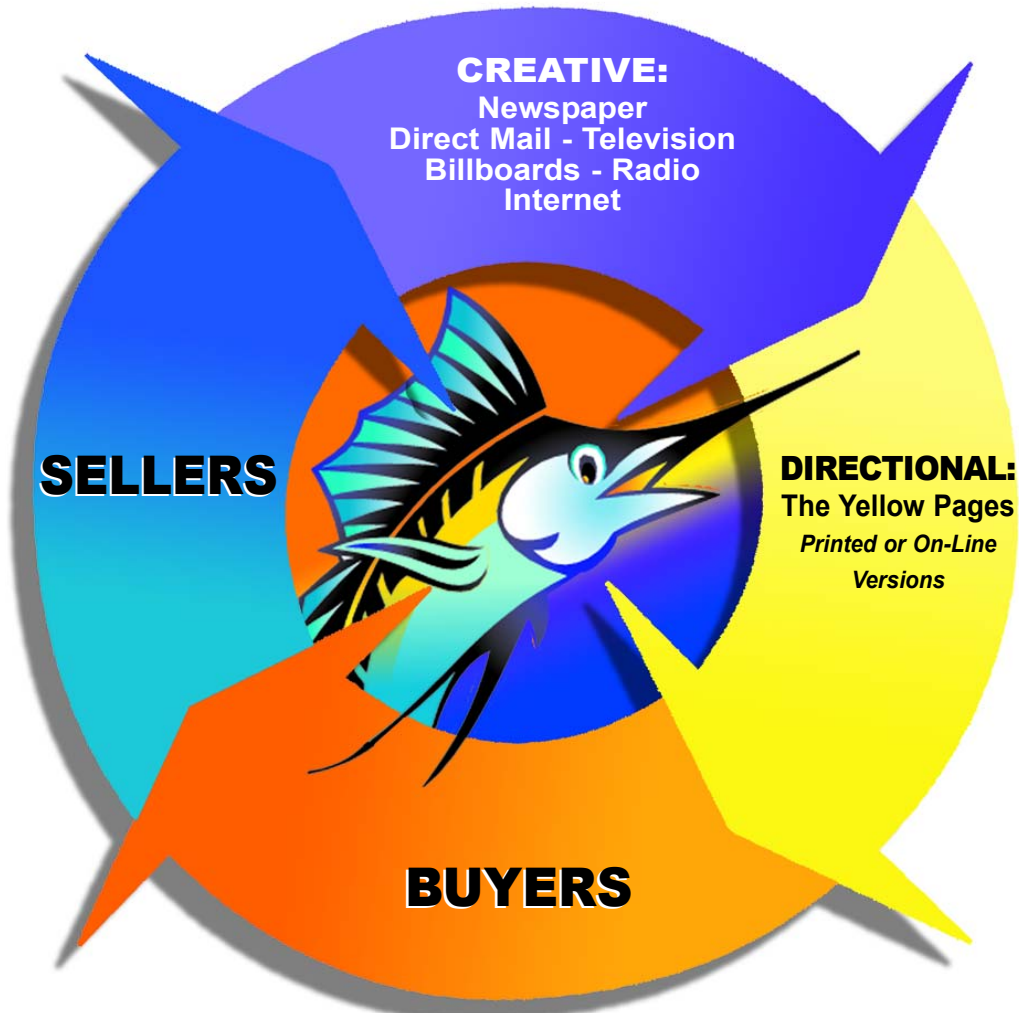 CREATIVE:
Newspaper
Direct Mail - Television
Billboards - Radio
Internet
SELLERS
DIRECTIONAL:
The Yellow Pages
Printed or On-Line
Versions
BUYERS